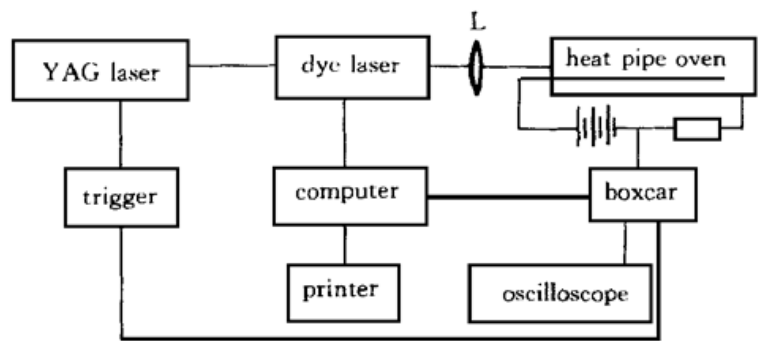 L
YAG laser
dye laser
heat pipe oven
trigger
computer
boxcar
printer
oscilloscope